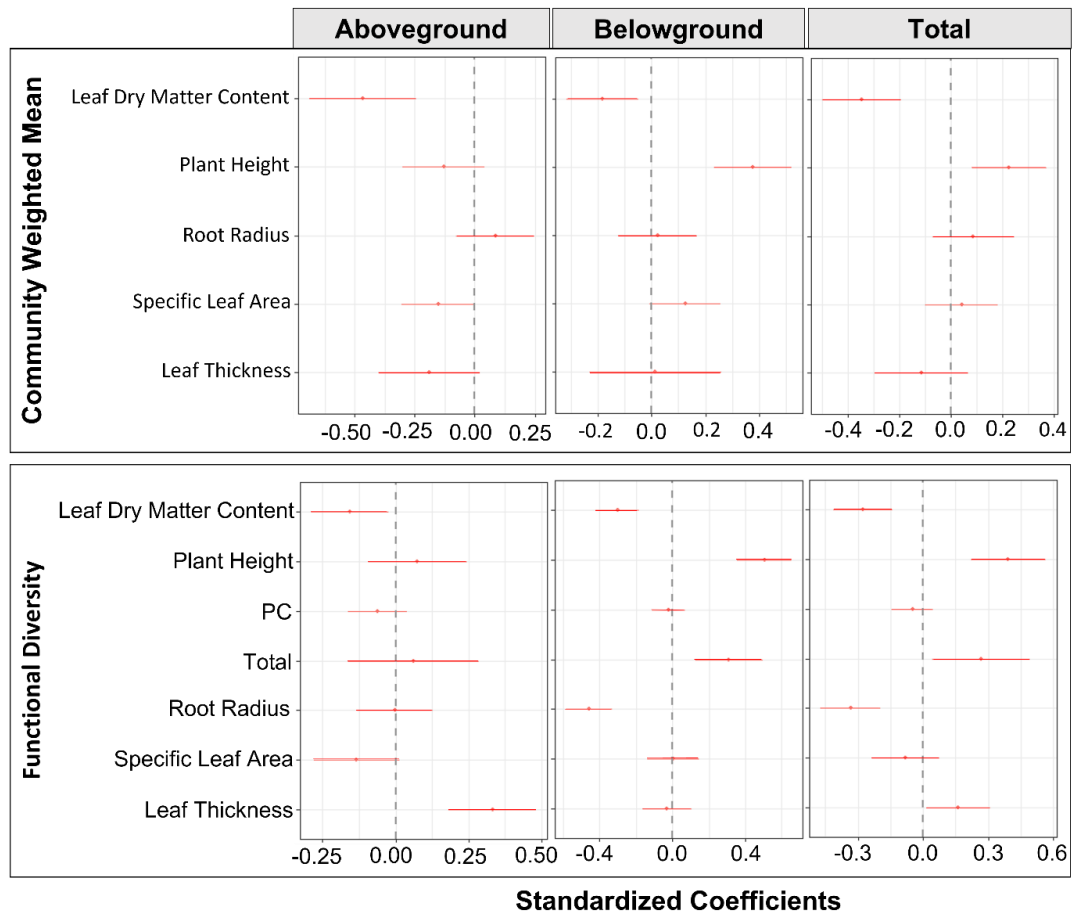 Aboveground Belowground Total
Community Weighted Mean
Leaf Dry Matter Content
Plant Height
Root Radius
Specific Leaf Area
Leaf Thickness
-0.50 -0.25 0.00 0.25 -0.2 0.0 0.2 0.4 -0.4 -0.2 0.0 0.2 0.4
Functional Diversity
Leaf Dry Matter Content
Plant Height
PC
Total
Root Radius
Specific Leaf Area
Leaf Thickness
-0.25 0.00 0.25 0.50 -0.4 0.0 0.4 -0.3 0.0 0.3 0.6
Standardized Coefficients